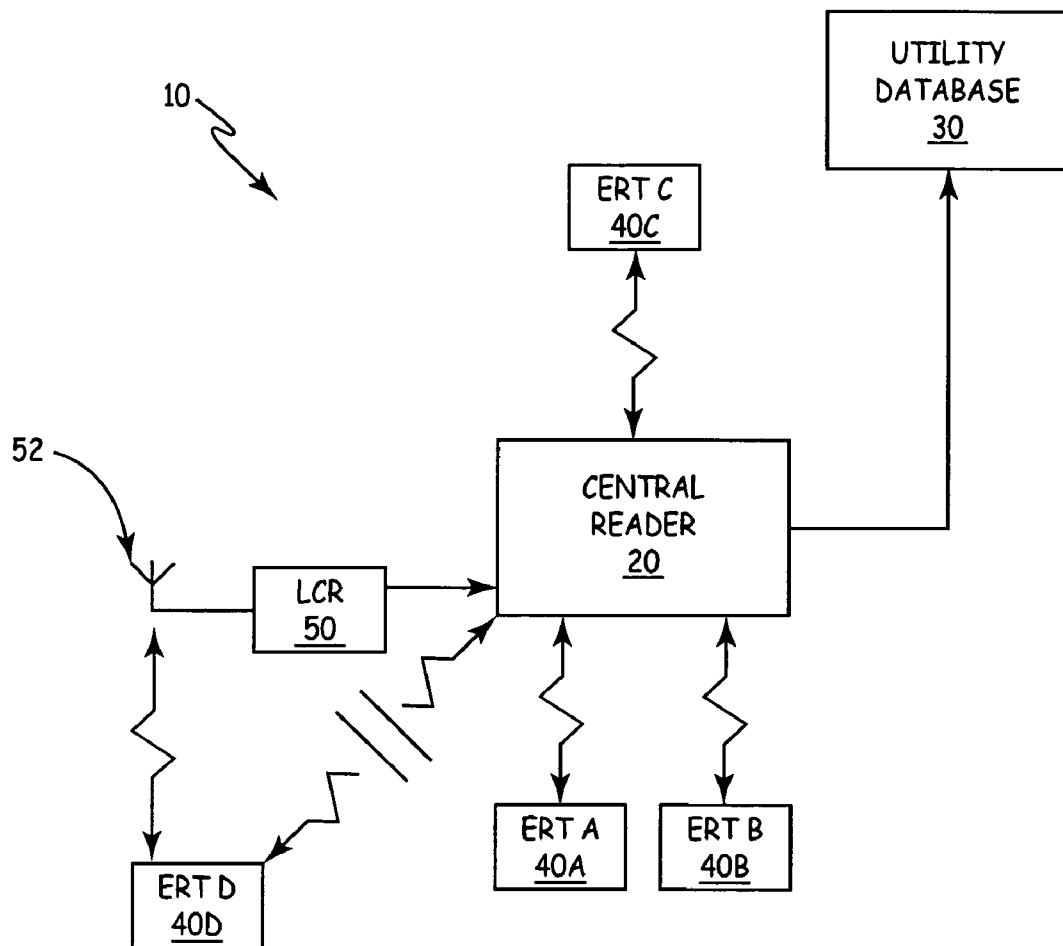 UTILITY
DATABASE
30
10
ERT C
40C
52
CENTRAL
READER
20
LCR
50
ERT A
40A
ERT B
40B
ERT D
40D